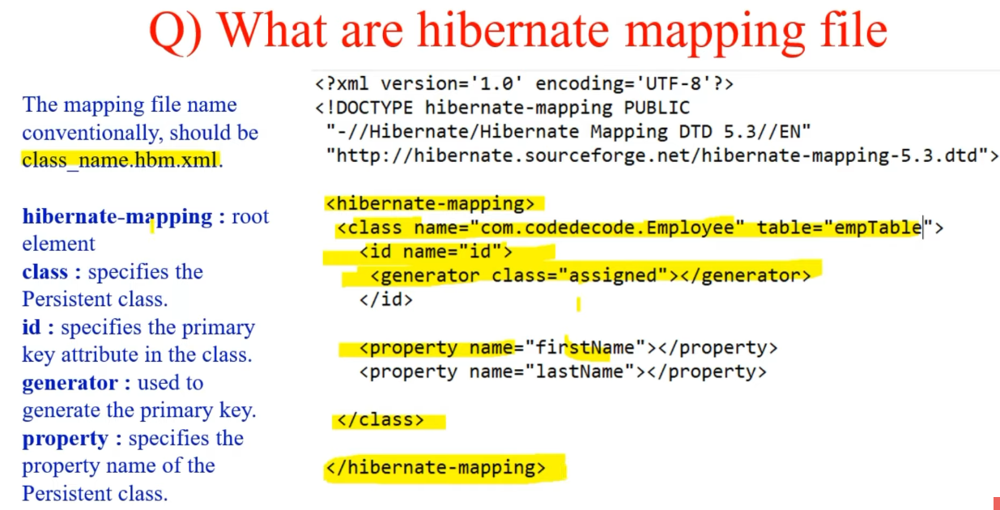 Q) What are hibernate mapping file
The mapping file name
conventionally, should be
class_name.hbm.xml.
hibernate-mapping : root
element
class : specifies the
Persistent class.
id : specifies the primary
key attribute in the class.
generator : used to
generate the primary key.
property : specifies the
property name of the
Persistent class.
<?xml version='1.0' encoding='UTF-8'?>
<!DOCTYPE hibernate-mapping PUBLIC
"-//Hibernate/Hibernate Mapping DTD 5.3//EN"
"http://hibernate.sourceforge.net/hibernate-mapping-5.3.dtd">
<hibernate-mapping>
<class name="com.codedecode.Employee" table="empTable">
<id name="id">
<generator class="assigned"></generator>
</id>
<property name="firstName"></property>
<property name="lastName"></property>
</class>
</hibernate-mapping>